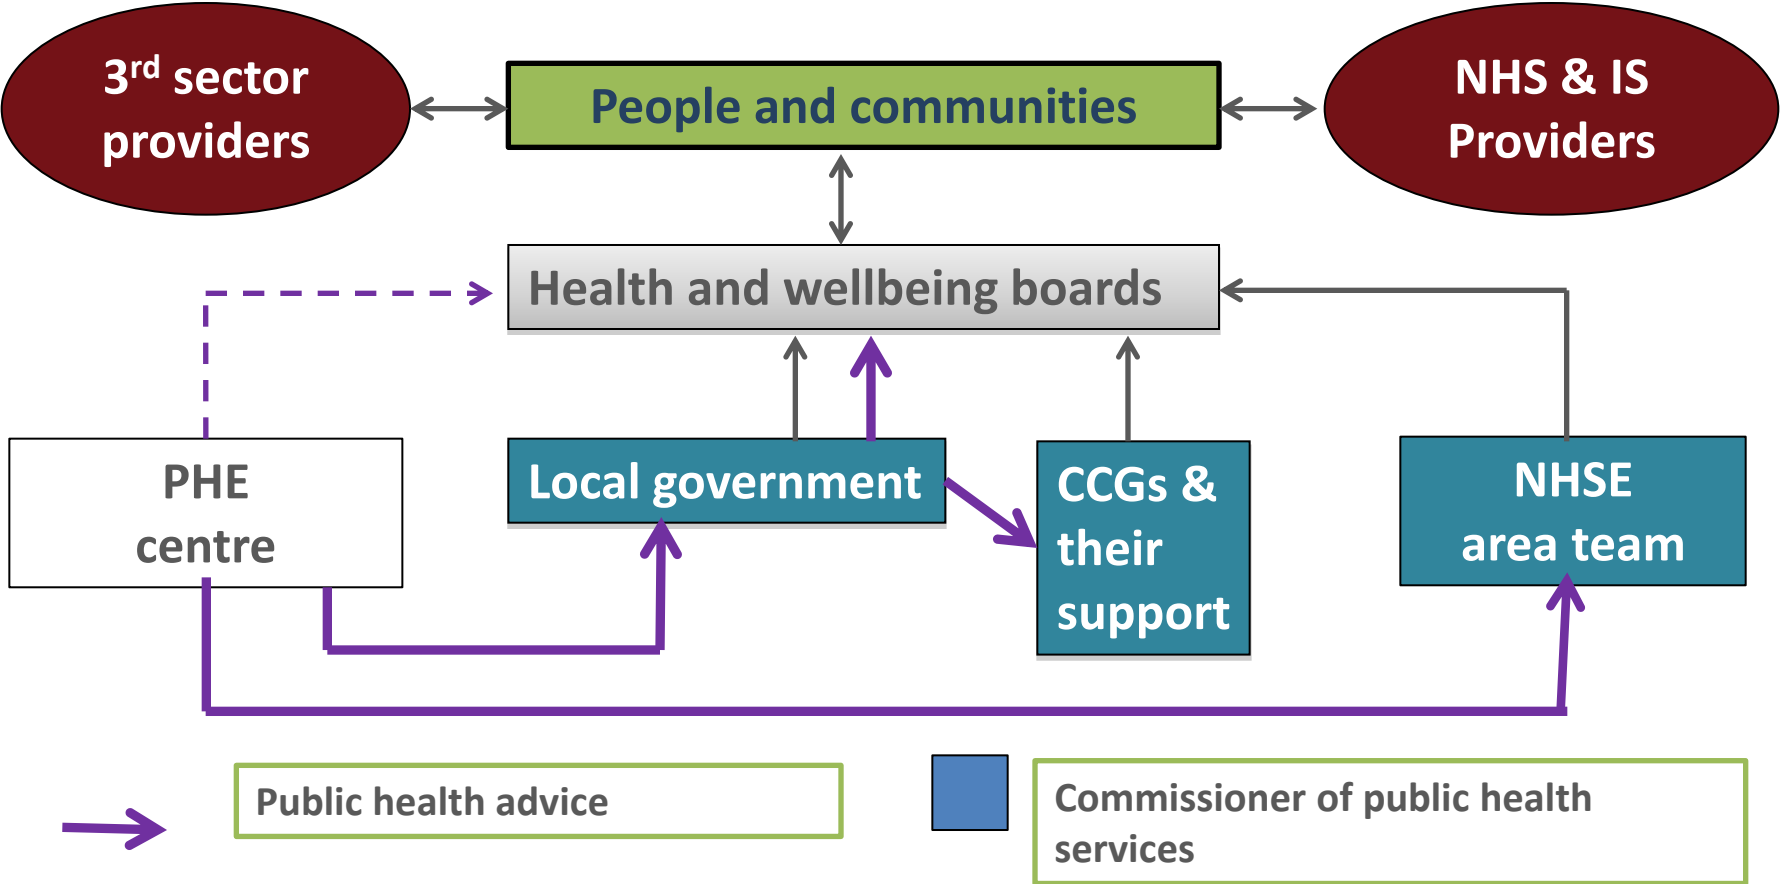 3rd sector
providers
People and communities
NHS & IS
Providers
Health and wellbeing boards
PHE
centre
Local government
CCGs &
their
support
NHSE
area team
Public health advice
Commissioner of public health
services